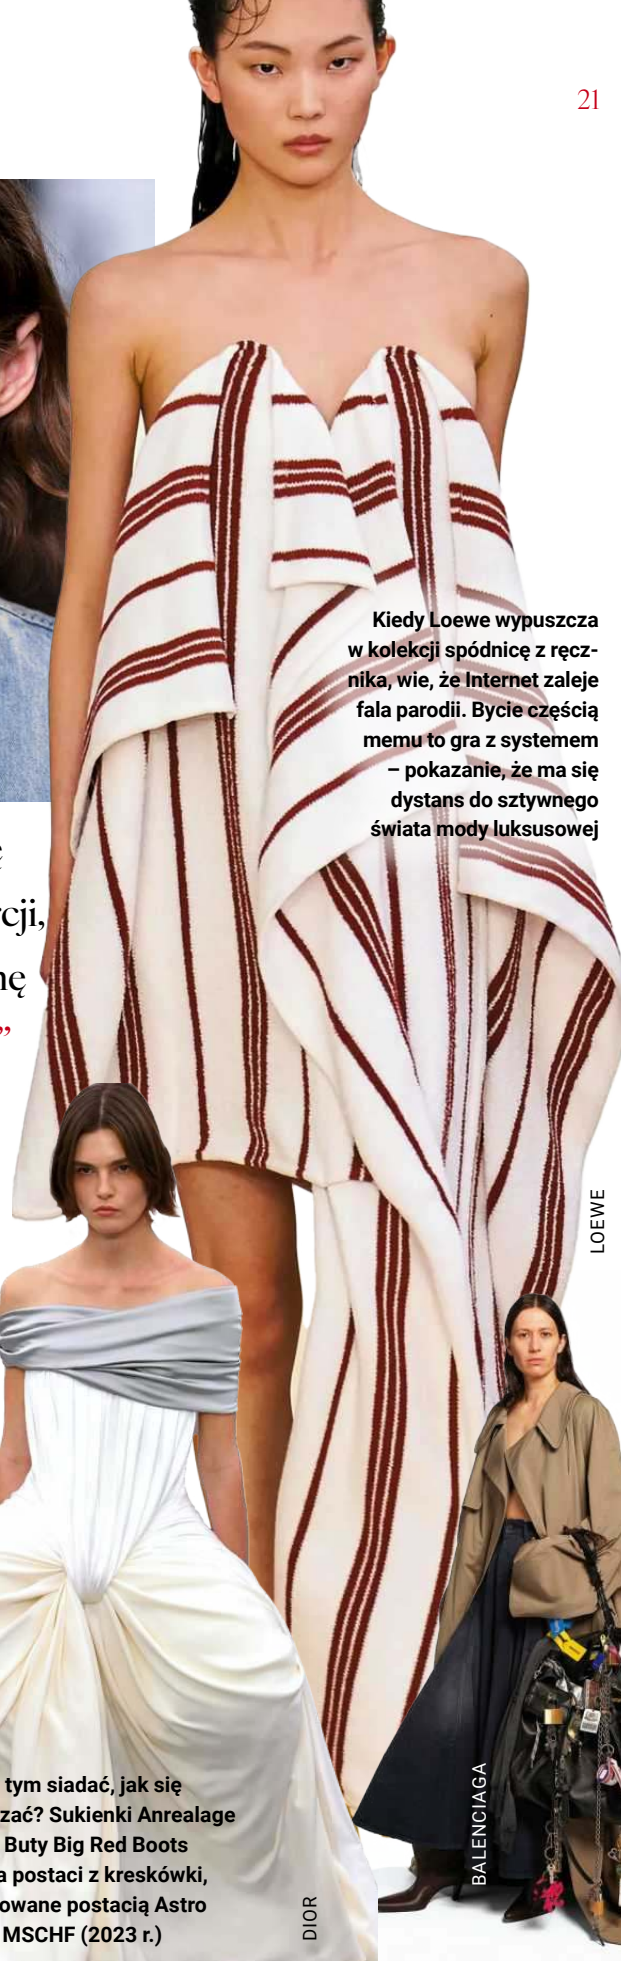 21
Kiedy Loewe wypuszcza
w kolekcji spódnicę z ręcz-
nika, wie, że Internet zaleje
fala parodii. Bycie częścią
memu to gra z systemem
– pokazanie, że ma się
dystans do sztywnego
świata mody luksusowej
ę
cji,
nę
”
LOEWE
BALENCIAGA
tym siadać, jak się
zać? Sukienki Anrealage
Buty Big Red Boots
a postaci z kreskówki,
owane postacią Astro
MSCHF (2023 r.)
DIOR